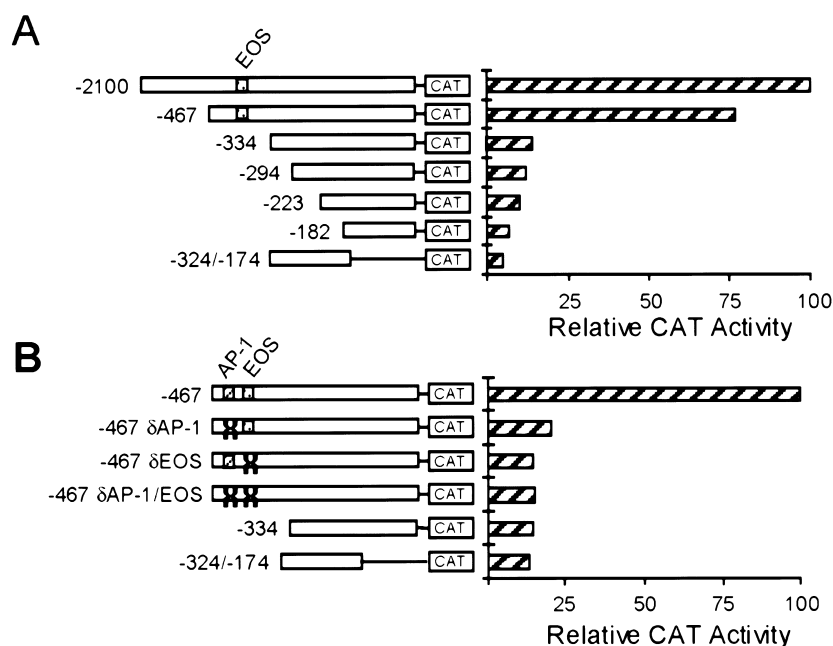 A
EOS
-2100 CAT
-467 CAT
-334 CAT
-294 CAT
-223 CAT
-182 CAT
-324/-174 CAT
25 50 75 100
Relative CAT Activity
B
AP-1 EOS
-467 CAT
-467 δAP-1 CAT
-467 δEOS CAT
-467 δAP-1/EOS CAT
-334 CAT
-324/-174 CAT
25 50 75 100
Relative CAT Activity